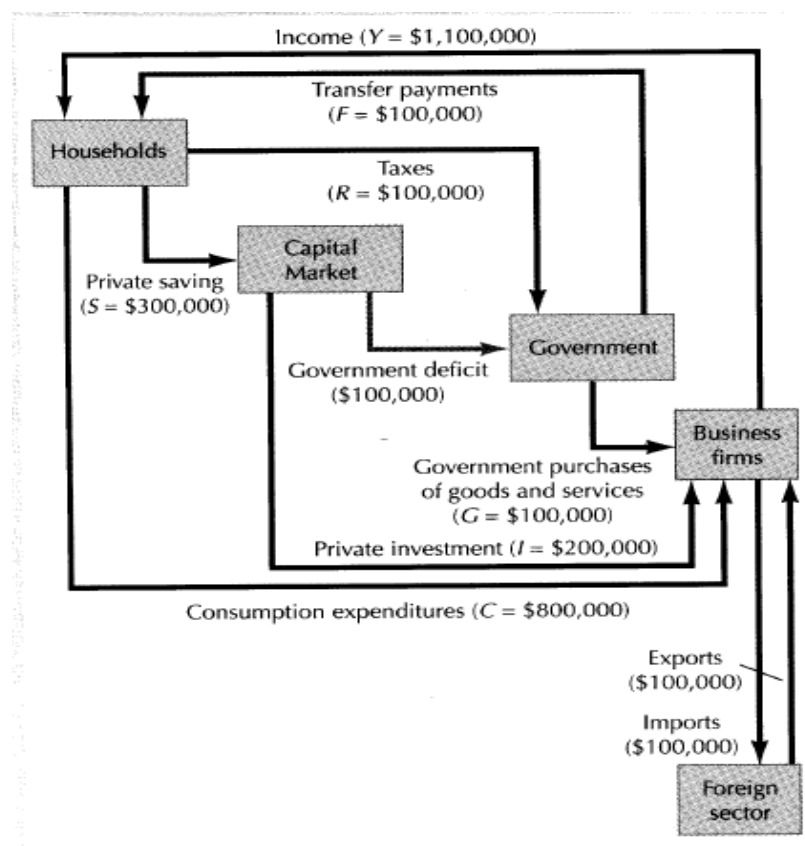 Income (Y = $1,100,000)
Transfer payments
(F = $100,000)
Households
Taxes
(R = $100,000)
Capital
Market
Private saving
(S = $300,000)
Government
Government deficit
($100,000)
Business
firms
Government purchases
of goods and services
(G = $100,000)
Private investment (I = $200,000)
Consumption expenditures (C = $800,000)
Exports
($100,000)
Imports
($100,000)
Foreign
sector